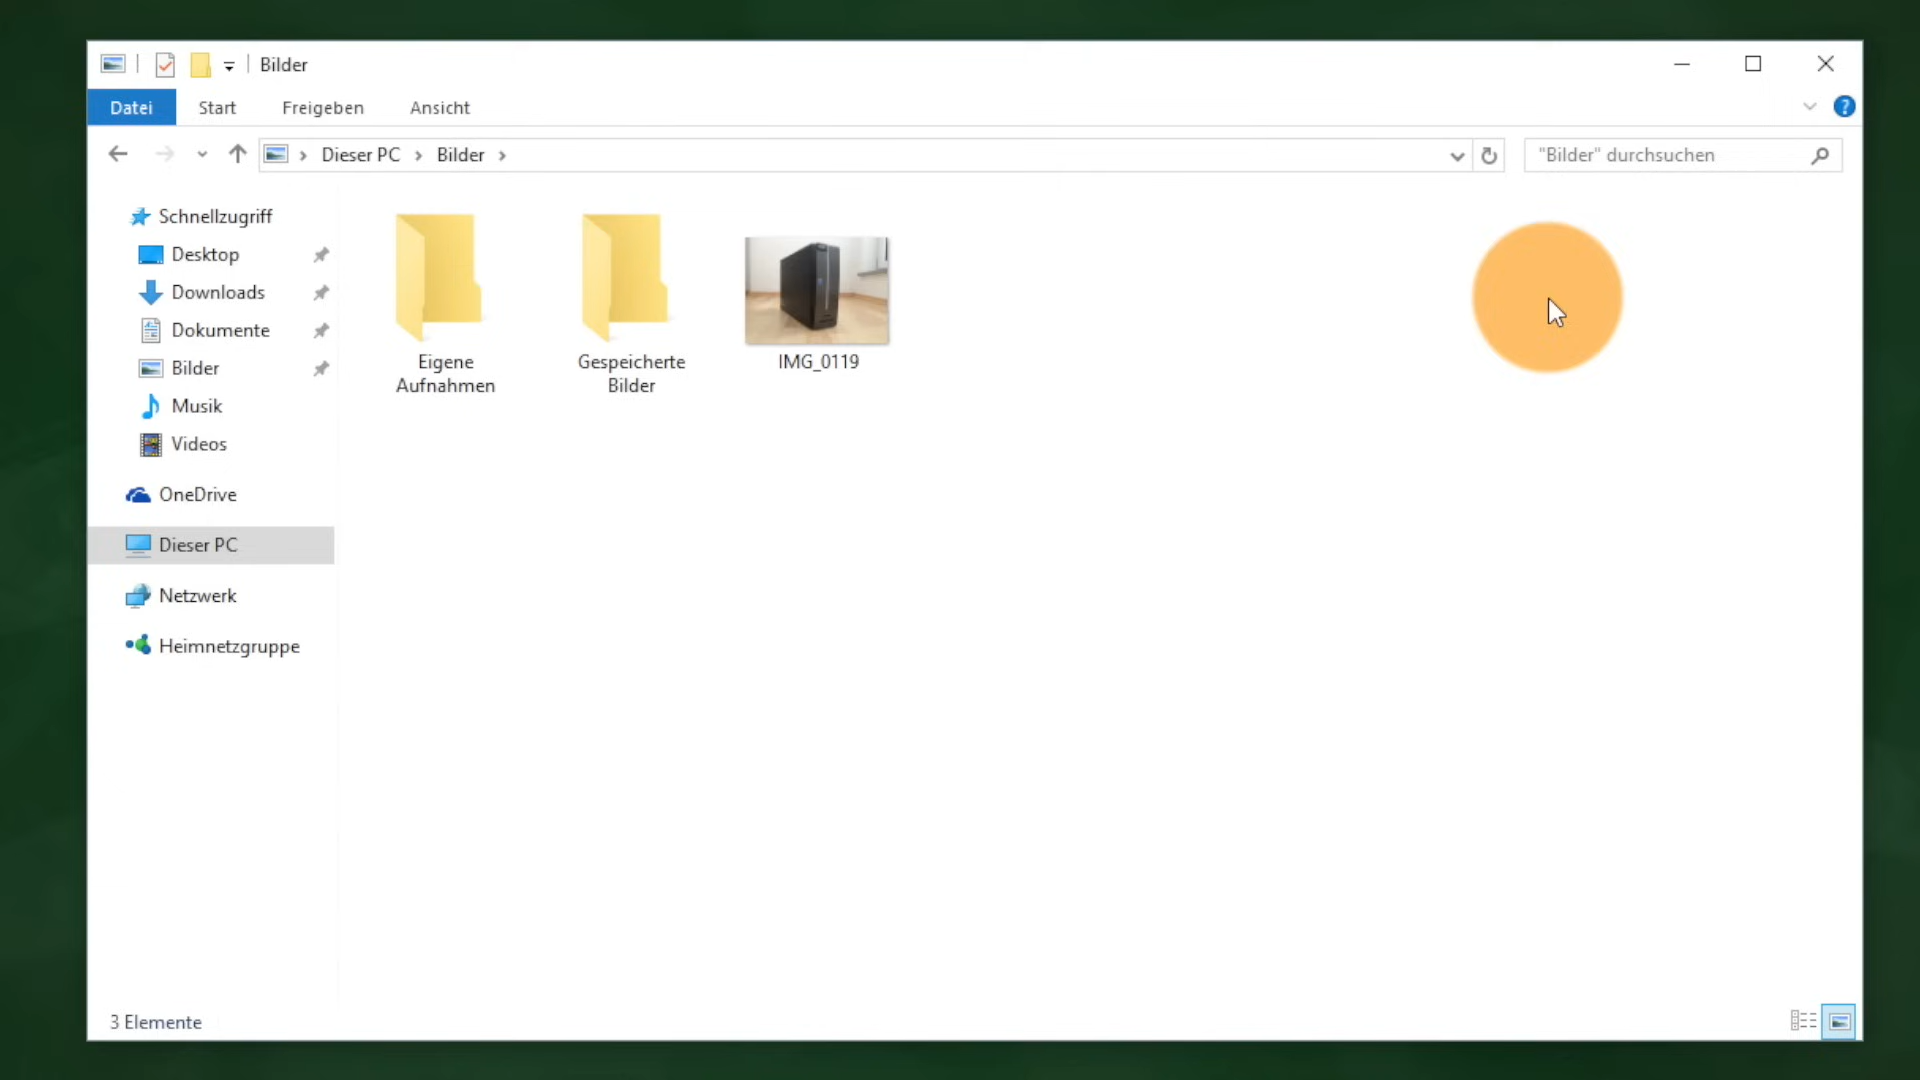 Bilder
Datei Start Freigeben Ansicht ?
Dieser PC Bilder "Bilder" durchsuchen
Schnellzugriff
Desktop
Downloads
Dokumente
Bilder
Musik
Videos
OneDrive
Dieser PC
Netzwerk
Heimnetzgruppe
Eigene
Aufnahmen
Gespeicherte
Bilder
IMG_0119
3 Elemente